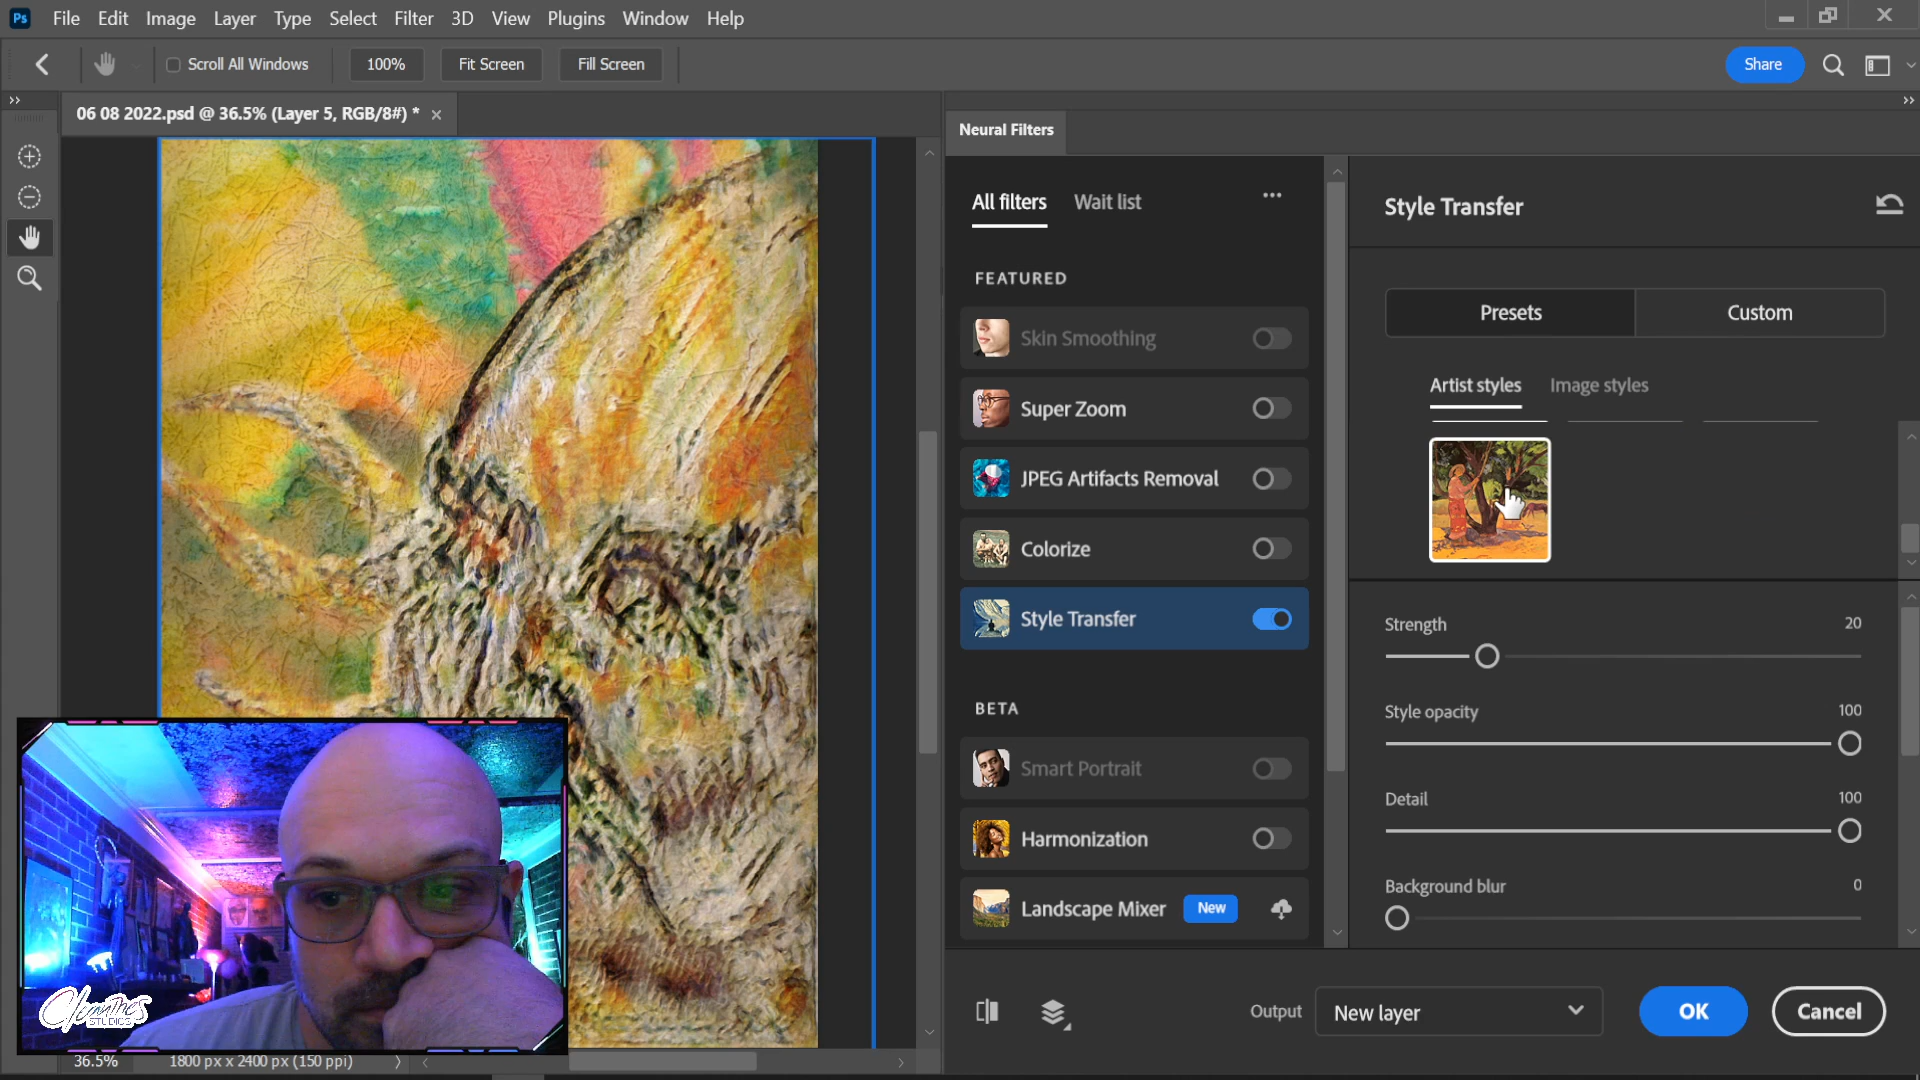 Ps File Edit Image Layer Type Select Filter 3D View Plugins Window Help
Scroll All Windows 100% Fit Screen Fill Screen Share
06 08 2022.psd @ 36.5% (Layer 5, RGB/8#) *
Neural Filters
All filters Wait list
Style Transfer
FEATURED
Presets Custom
Skin Smoothing
Artist styles Image styles
Super Zoom
JPEG Artifacts Removal
Colorize
Style Transfer
Strength 20
Style opacity 100
BETA
Smart Portrait
Detail 100
Harmonization
Background blur 0
Landscape Mixer New
Output New layer OK Cancel
STUDIOS
36.5% 1800 px x 2400 px (150 ppi)